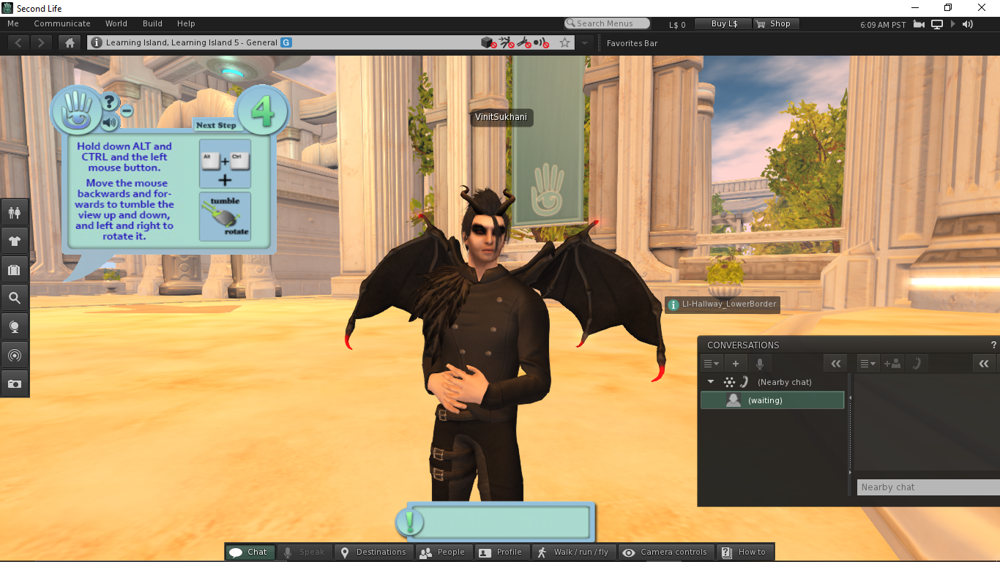 Second Life
Me Communicate World Build Help
Search Menus
L$ 0
Buy L$
Shop
6:09 AM PST
Learning Island, Learning Island 5 - General G
Favorites Bar
?
Next Step
4
Hold down ALT and
CTRL and the left
mouse button.
Move the mouse
backwards and for-
wards to tumble the
view up and down,
and left and right to
rotate it.
Alt + Ctrl
+
tumble
rotate
VinitSukhani
i LI-Hallway_LowerBorder
CONVERSATIONS ?
(Nearby chat)
(waiting)
Nearby chat
!
Chat Speak Destinations People Profile Walk / run / fly Camera controls How to